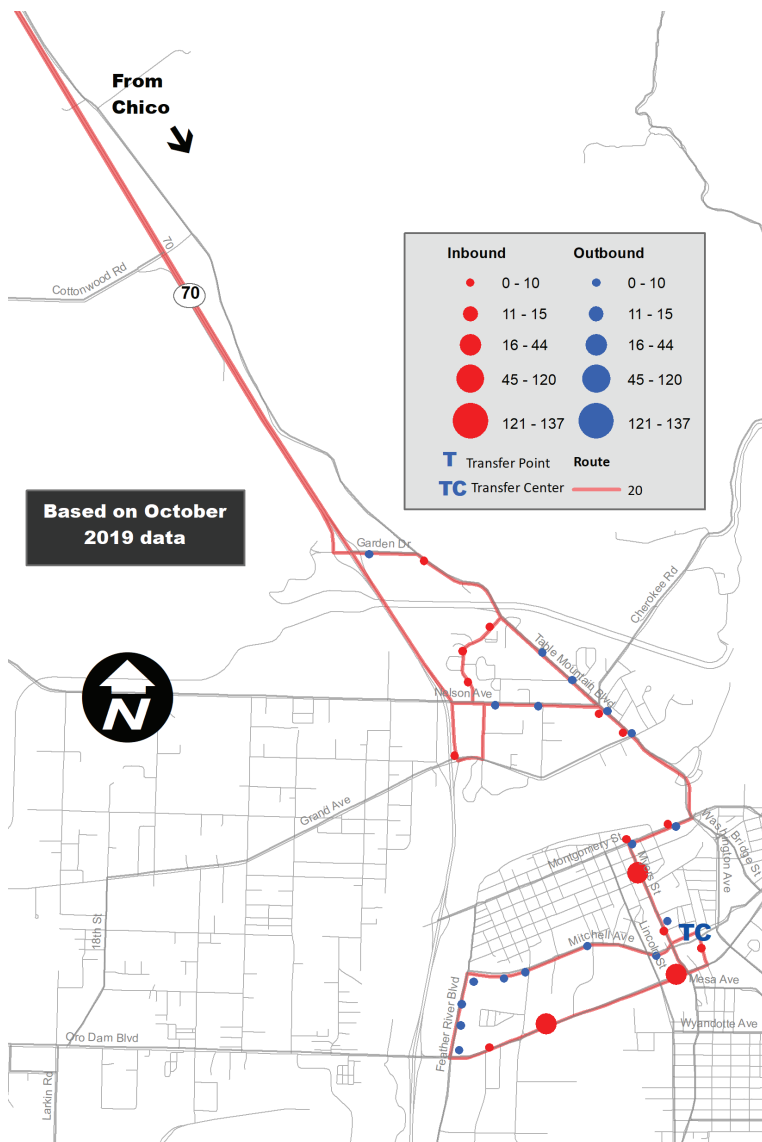 From
Chico
70
Cottonwood Rd
70
Inbound
Outbound
0 - 10
0 - 10
11 - 15
11 - 15
16 - 44
16 - 44
45 - 120
45 - 120
121 - 137
121 - 137
T Transfer Point
Route
TC Transfer Center
20
Based on October
2019 data
Garden Dr
Cherokee Rd
Table Mountain Blvd
Nelson Ave
N
Grand Ave
Washington Ave
Bridge St
Montgomery St
Myers St
18th St
Lincoln St
Mitchell Ave
TC
Mesa Ave
Feather River Blvd
Wyandotte Ave
Oro Dam Blvd
Larkin Rd